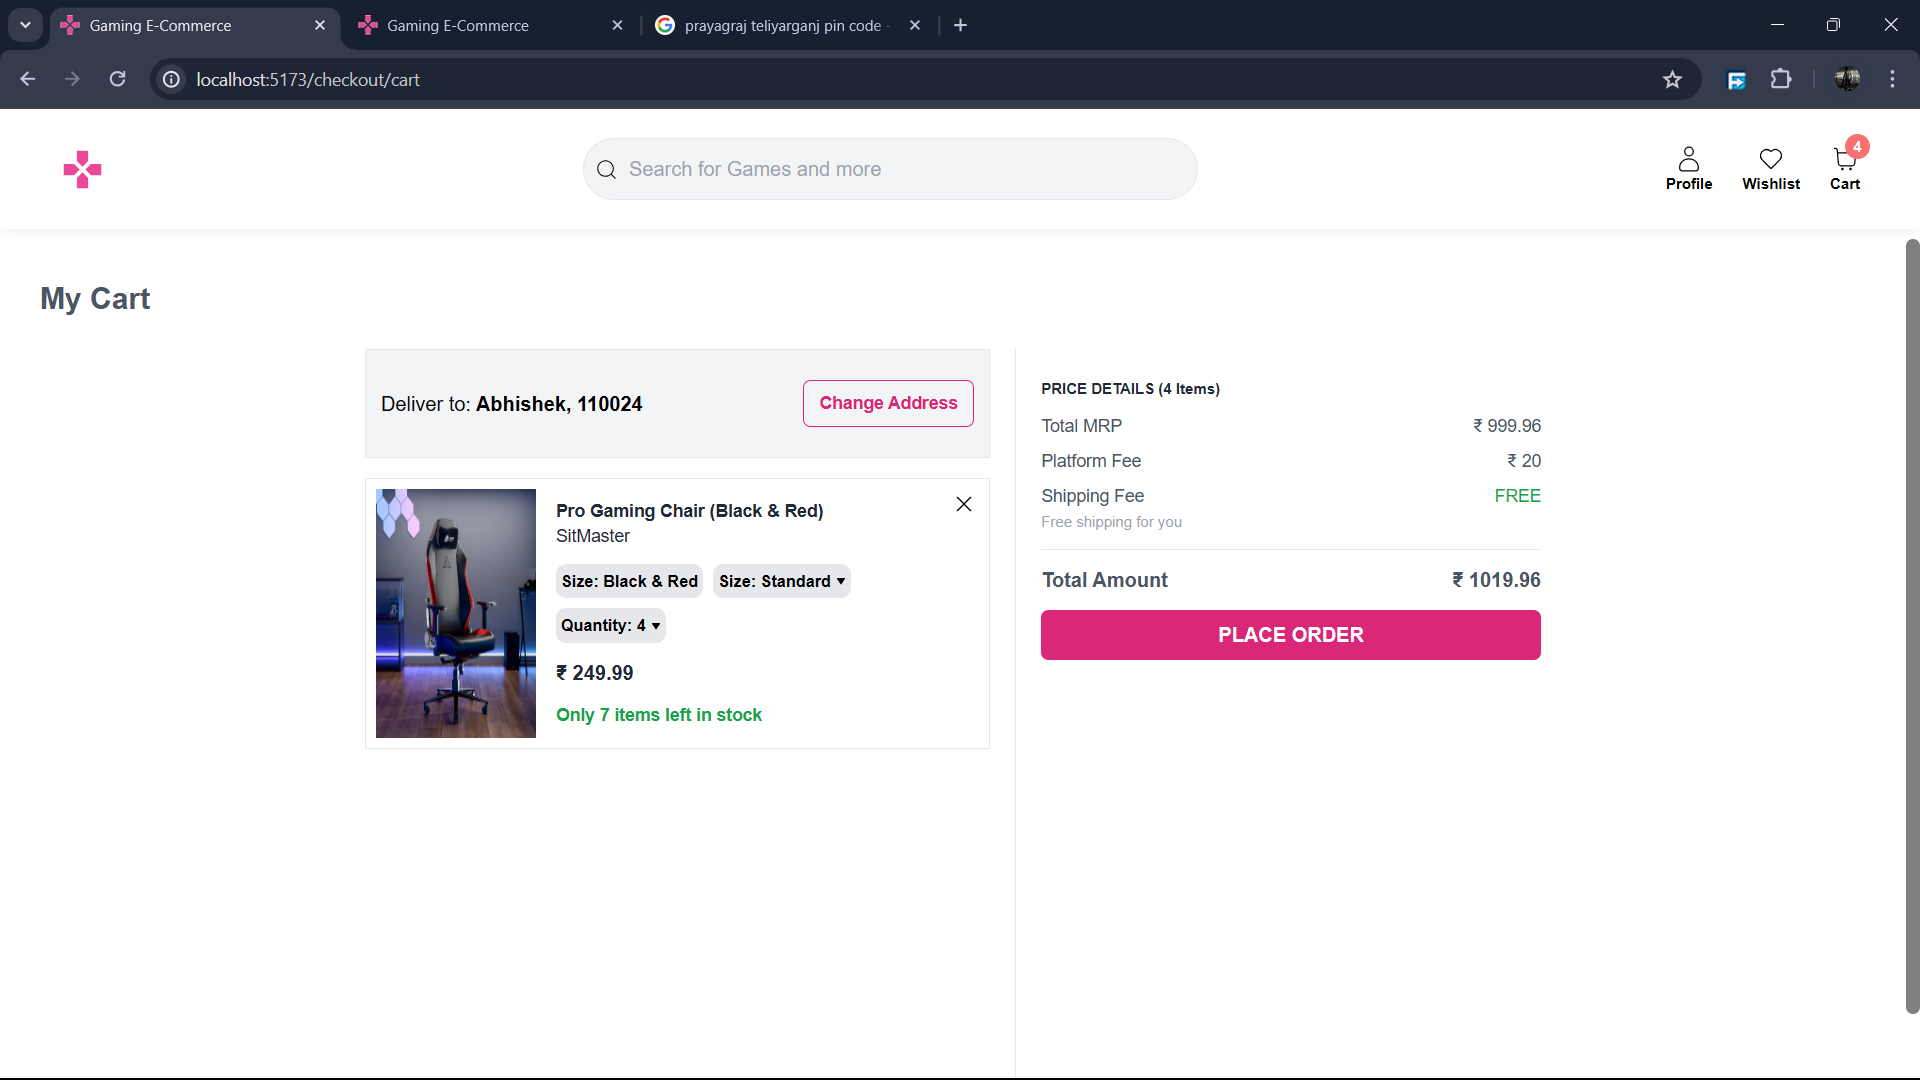 Gaming E-Commerce
Gaming E-Commerce
prayagraj teliyarganj pin code -
localhost:5173/checkout/cart
Search for Games and more
Profile
Wishlist
4
Cart
My Cart
Deliver to: Abhishek, 110024
Change Address
Pro Gaming Chair (Black & Red)
SitMaster
Size: Black & Red
Size: Standard ▾
Quantity: 4 ▾
₹ 249.99
Only 7 items left in stock
PRICE DETAILS (4 Items)
Total MRP ₹ 999.96
Platform Fee ₹ 20
Shipping Fee FREE
Free shipping for you
Total Amount ₹ 1019.96
PLACE ORDER